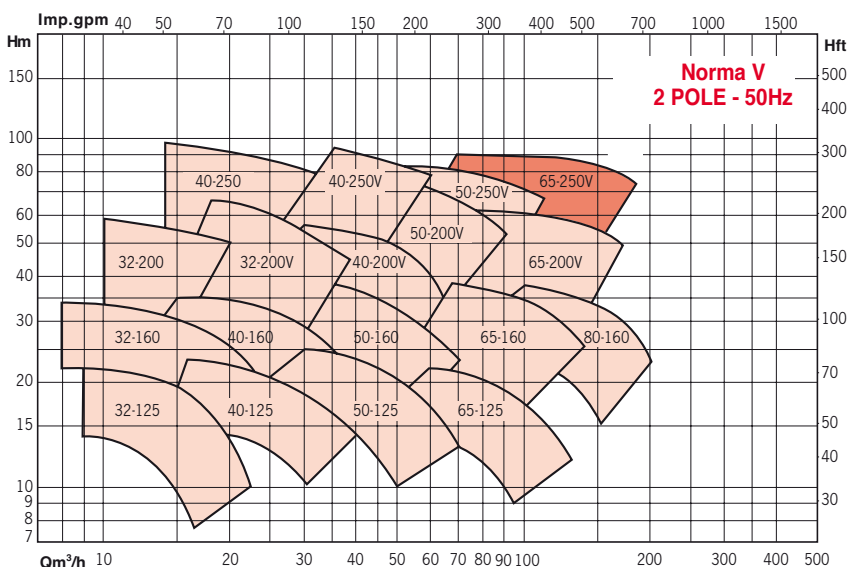 Imp.gpm 40 50 70 100 150 200 300 400 500 700 1000 1500
Hm
Hft
Norma V
2 POLE - 50Hz
150
100
80
60
50
40
30
20
15
10
9
8
7
500
400
300
200
150
100
70
50
40
30
40-250
40-250V
50-250V
65-250V
32-200
32-200V
40-200V
50-200V
65-200V
32-160
40-160
50-160
65-160
80-160
32-125
40-125
50-125
65-125
Qm³/h 10 20 30 40 50 60 70 80 90 100 200 300 400 500